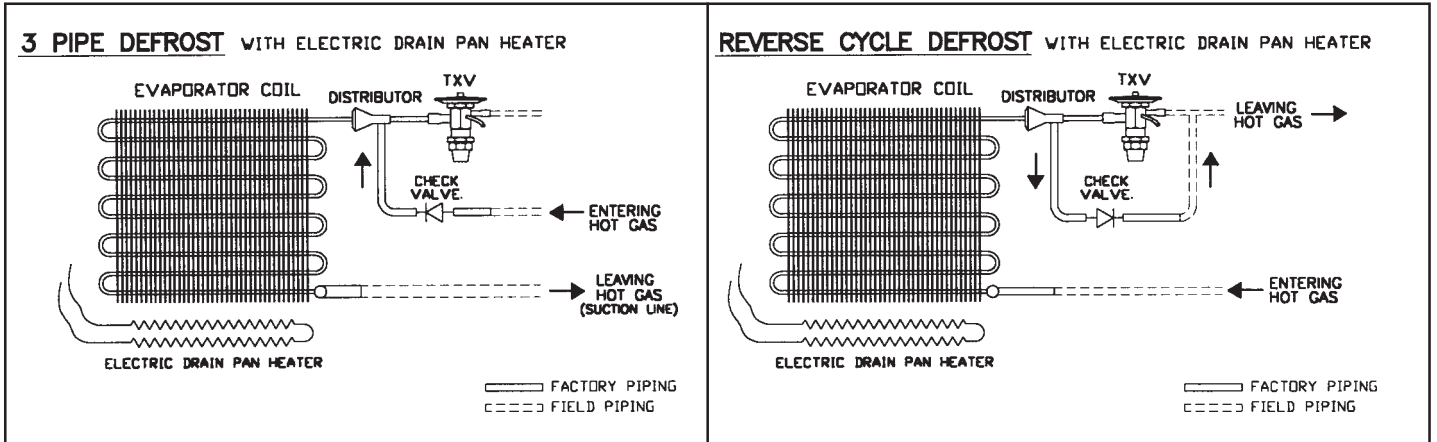 3 PIPE DEFROST WITH ELECTRIC DRAIN PAN HEATER
EVAPORATOR COIL
DISTRIBUTOR
TXV
CHECK
VALVE.
ENTERING
HOT GAS
LEAVING
HOT GAS
(SUCTION LINE)
ELECTRIC DRAIN PAN HEATER
FACTORY PIPING
FIELD PIPING
REVERSE CYCLE DEFROST WITH ELECTRIC DRAIN PAN HEATER
EVAPORATOR COIL
DISTRIBUTOR
TXV
LEAVING
HOT GAS
CHECK
VALVE.
ENTERING
HOT GAS
ELECTRIC DRAIN PAN HEATER
FACTORY PIPING
FIELD PIPING